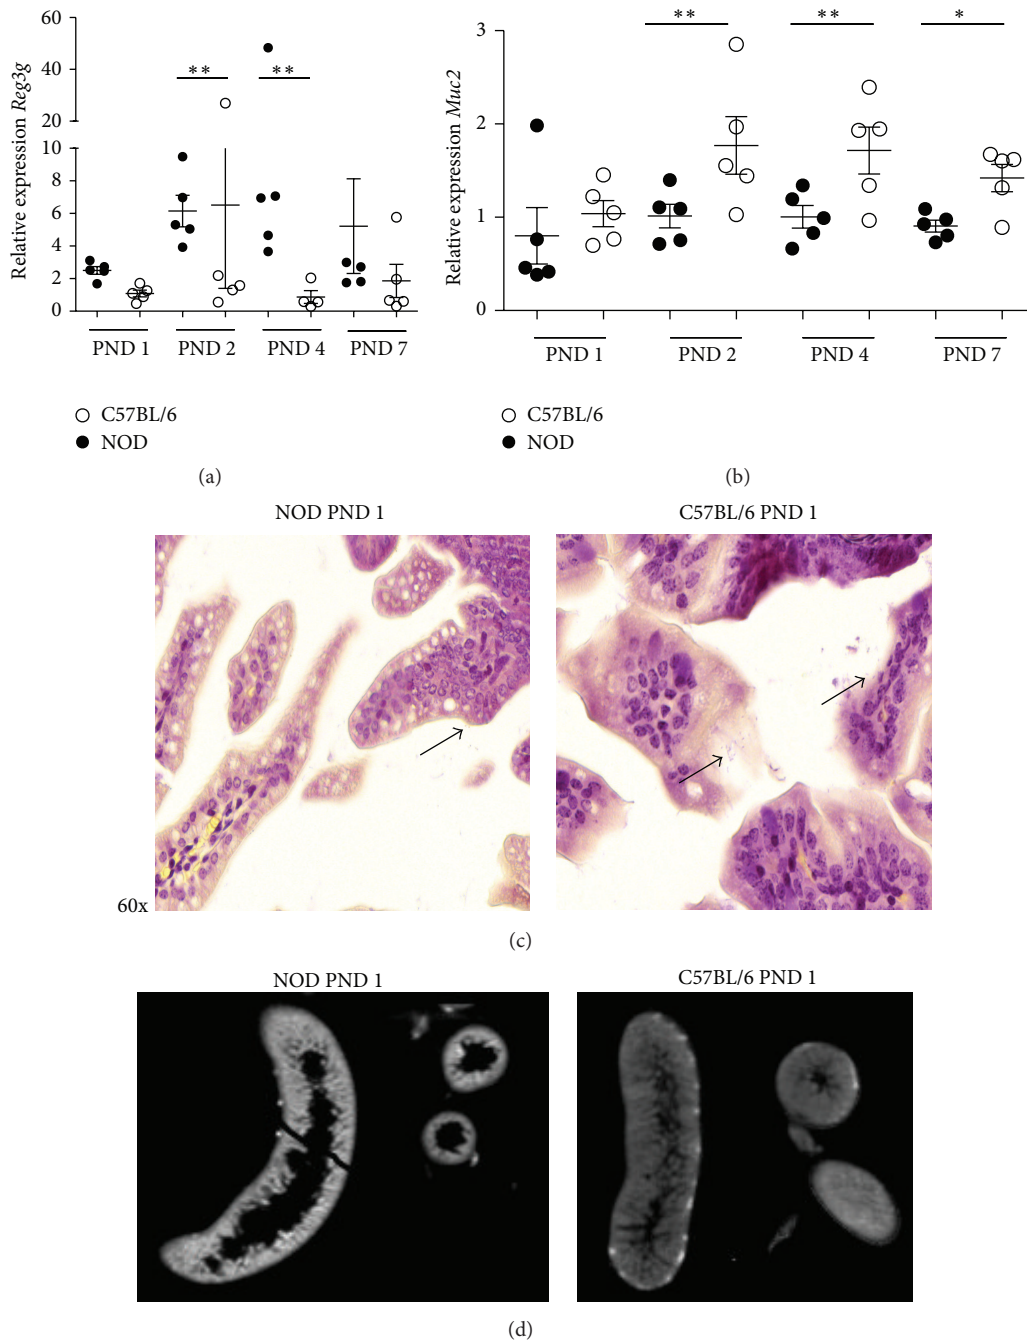 60
40
20
10
8
6
4
2
0
Relative expression Reg3g
**
**
PND 1
PND 2
PND 4
PND 7
C57BL/6
NOD
(a)
3
2
1
0
Relative expression Muc2
**
**
*
PND 1
PND 2
PND 4
PND 7
C57BL/6
NOD
(b)
NOD PND 1
C57BL/6 PND 1
60x
(c)
NOD PND 1
C57BL/6 PND 1
(d)